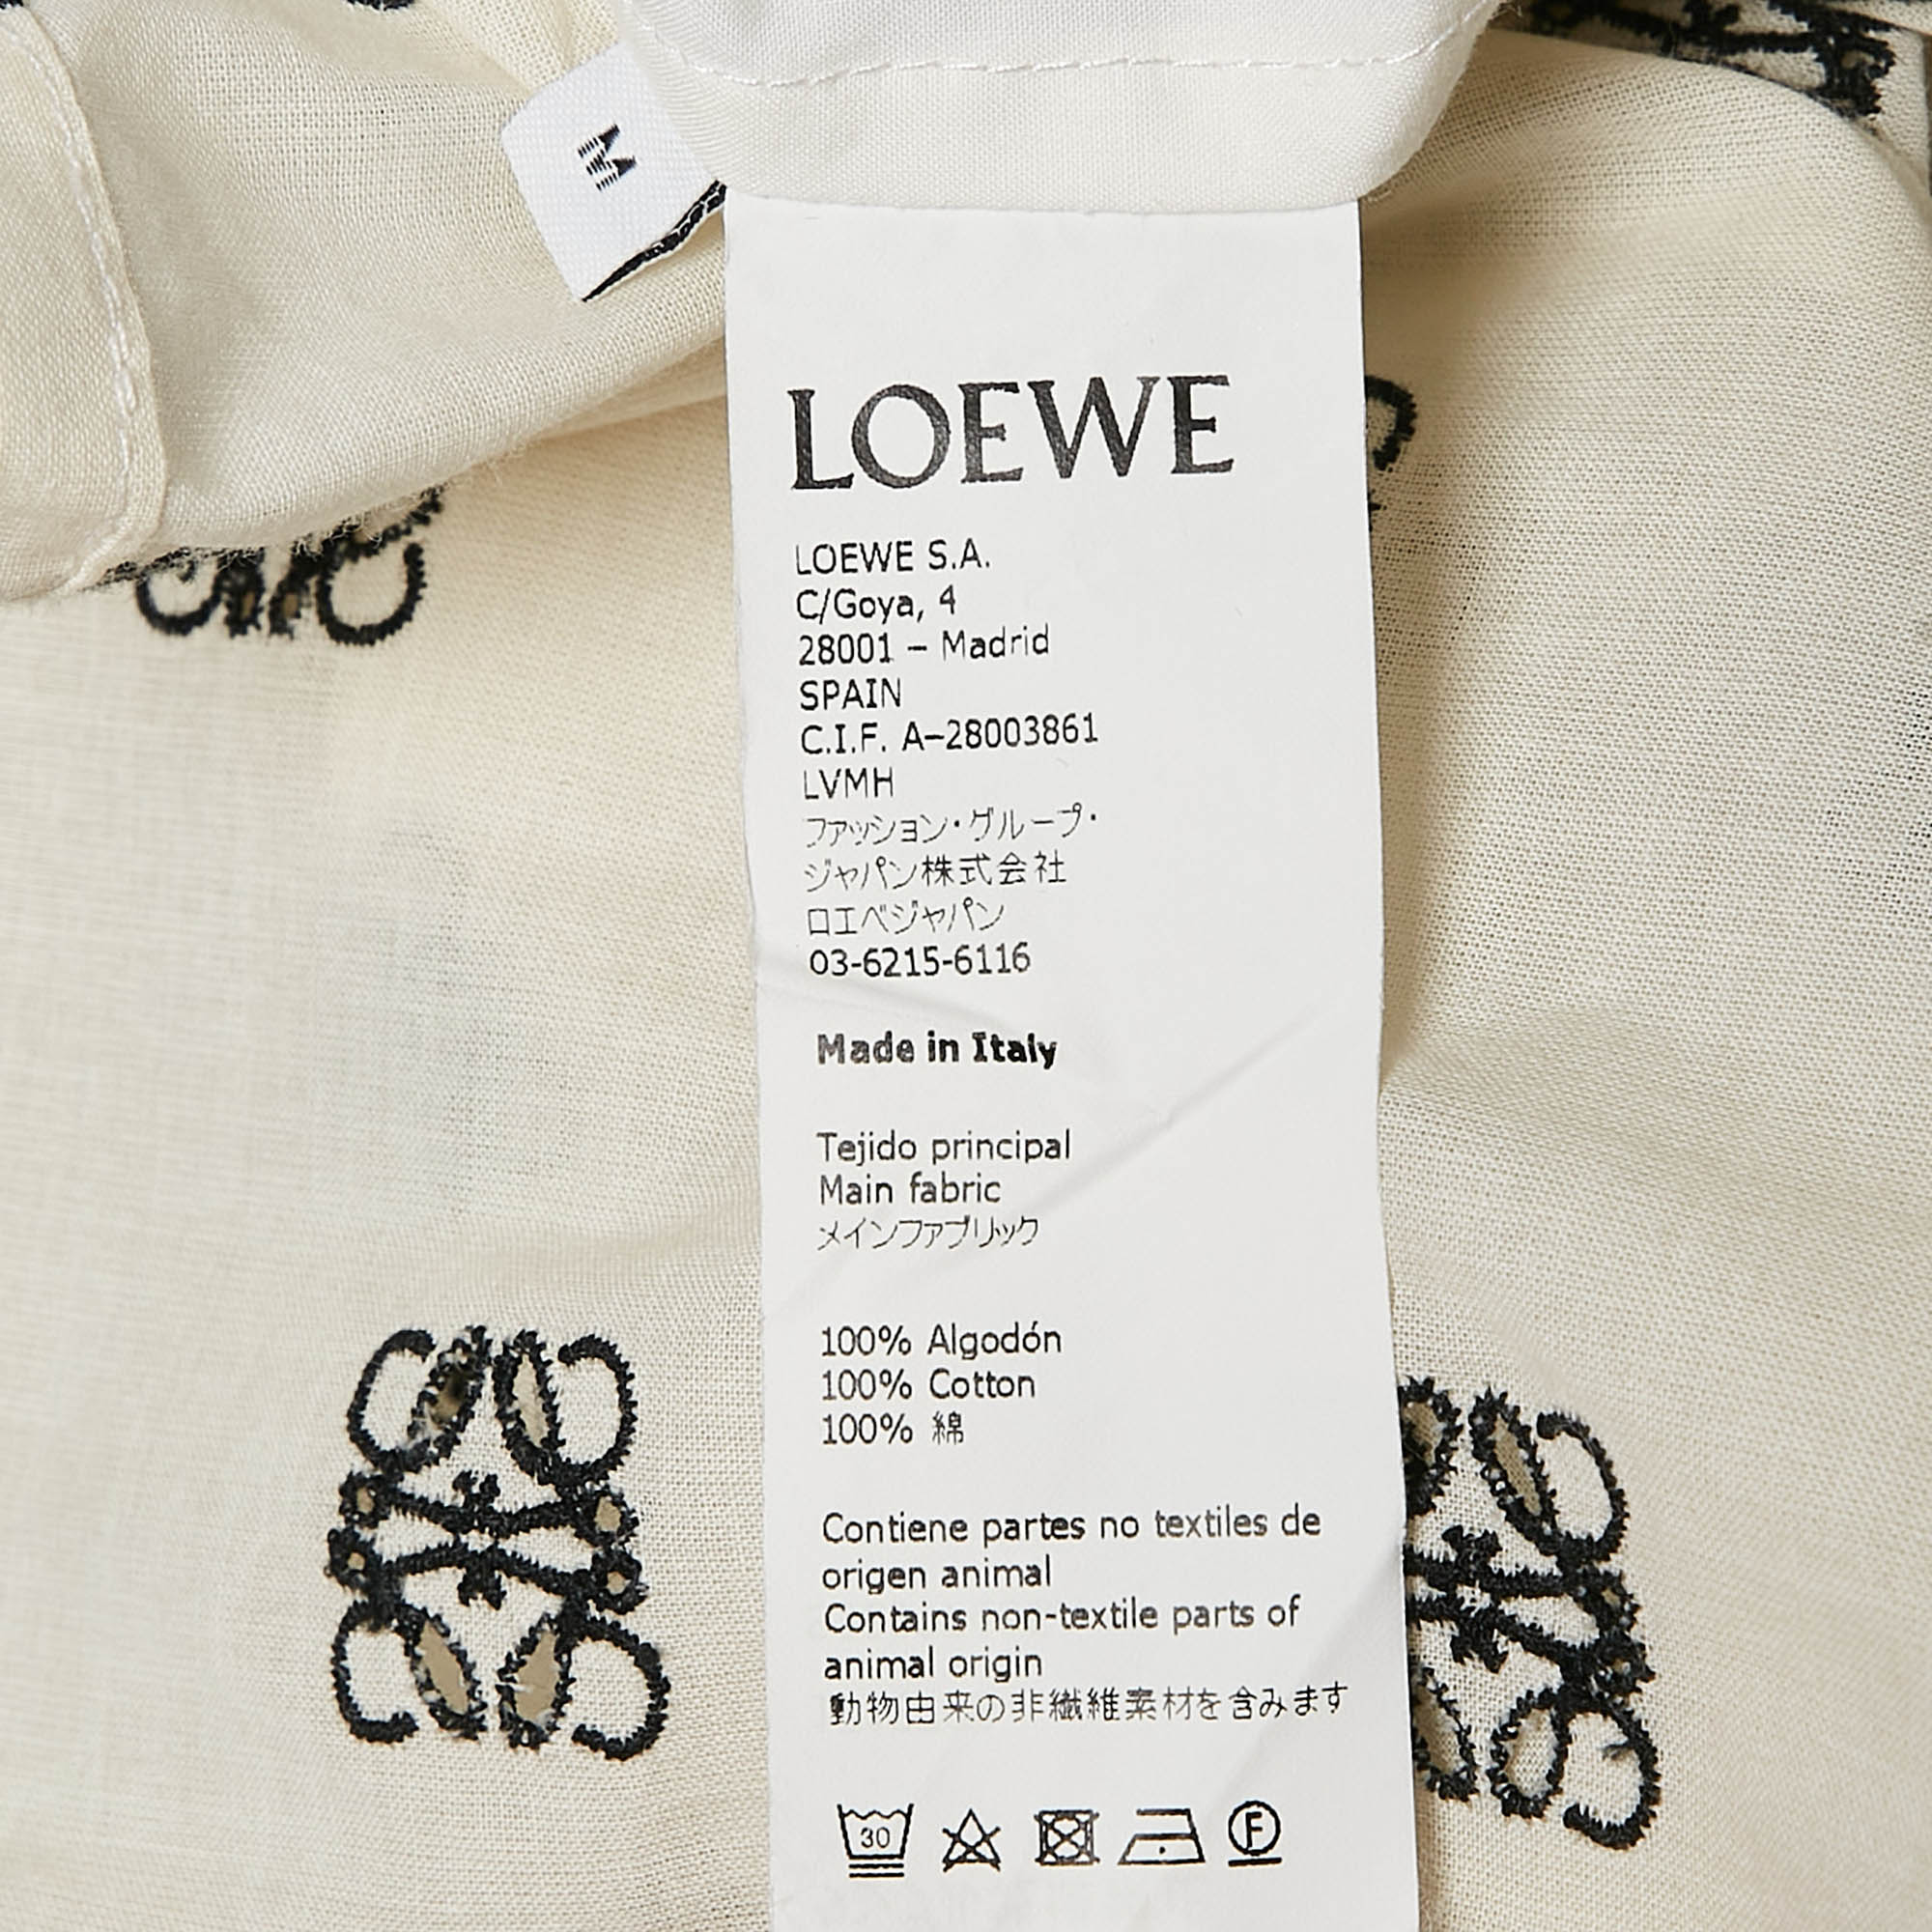 M
LOEWE
LOEWE S.A.
C/Goya, 4
28001 – Madrid
SPAIN
C.I.F. A–28003861
LVMH
ファッション・グループ・
ジャパン株式会社
ロエベジャパン
03-6215-6116
Made in Italy
Tejido principal
Main fabric
メインファブリック
100% Algodón
100% Cotton
100% 綿
Contiene partes no textiles de
origen animal
Contains non-textile parts of
animal origin
動物由来の非繊維素材を含みます
30
F